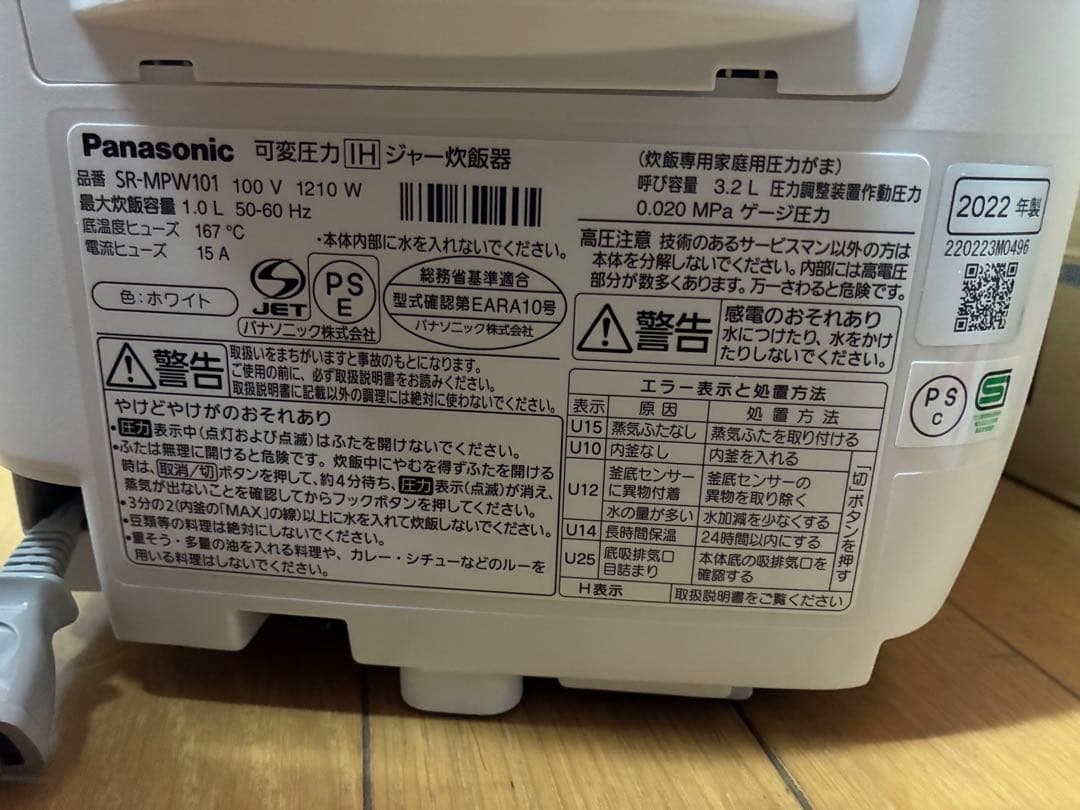 Panasonic 可変圧力IHジャー炊飯器
品番 SR-MPW101 100 V 1210 W
最大炊飯容量 1.0 L 50-60 Hz
底温度ヒューズ 167 ℃
電流ヒューズ 15 A
・本体内部に水を入れないでください。
色:ホワイト
JET
PS
E
パナソニック株式会社
総務省基準適合
型式確認第EARA10号
パナソニック株式会社
警告
取扱いをまちがいますと事故のもとになります。
ご使用の前に、必ず取扱説明書をお読みください。
取扱説明書に記載以外の調理には絶対に使わないでください。
やけどやけがのおそれあり
・圧力表示中(点灯および点滅)はふたを開けないでください。
・ふたは無理に開けると危険です。炊飯中にやむを得ずふたを開ける
時は、取消/切ボタンを押して、約4分待ち、圧力表示(点滅)が消え、
蒸気が出ないことを確認してからフックボタンを押してください。
・3分の2(内釜の「MAX」の線)以上に水を入れて炊飯しないでください。
・豆類等の料理は絶対にしないでください。
・重そう・多量の油を入れる料理や、カレー・シチューなどのルーを
用いる料理はしないでください。
(炊飯専用家庭用圧力がま)
呼び容量 3.2 L 圧力調整装置作動圧力
0.020 MPa ゲージ圧力
高圧注意 技術のあるサービスマン以外の方は
本体を分解しないでください。内部には高電圧
部分が数多くあります。万一さわると危険です。
警告
感電のおそれあり
水につけたり、水をかけ
たりしないでください。
エラー表示と処置方法
表示 原因 処置方法
U15 蒸気ふたなし 蒸気ふたを取り付ける
U10 内釜なし 内釜を入れる
U12 釜底センサーに異物付着 釜底センサーの異物を取り除く
水の量が多い 水加減を少なくする
U14 長時間保温 24時間以内にする
U25 底吸排気口目詰まり 本体底の吸排気口を確認する
「切」ボタンを押す
H表示 取扱説明書をご覧ください
2022 年製
220223M0496
PS
C
S